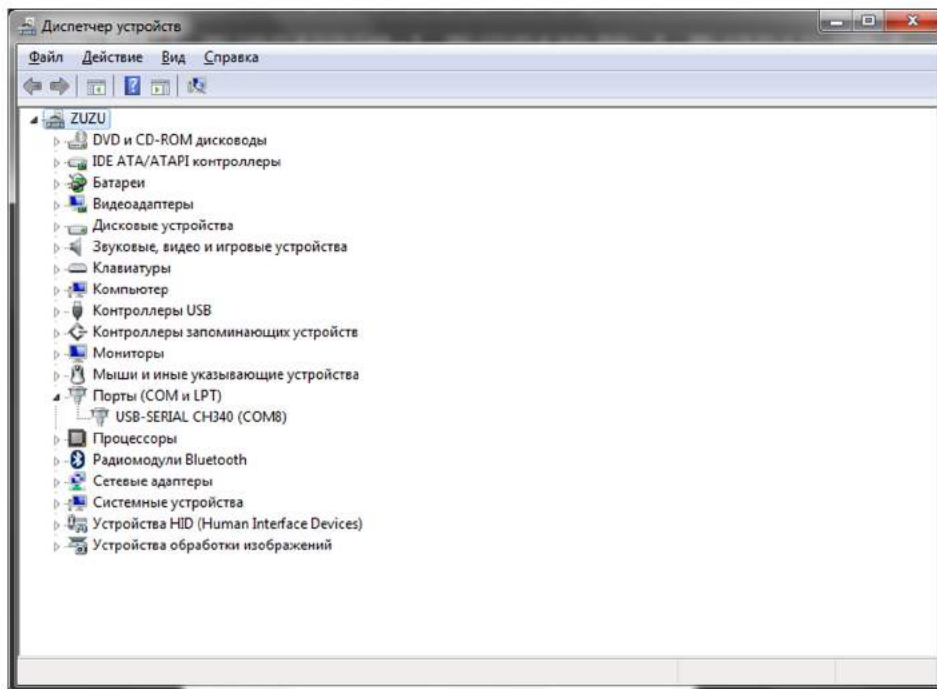 Диспетчер устройств
Файл Действие Вид Справка
ZUZU
DVD и CD-ROM дисководы
IDE ATA/ATAPI контроллеры
Батареи
Видеоадаптеры
Дисковые устройства
Звуковые, видео и игровые устройства
Клавиатуры
Компьютер
Контроллеры USB
Контроллеры запоминающих устройств
Мониторы
Мыши и иные указывающие устройства
Порты (COM и LPT)
USB-SERIAL CH340 (COM8)
Процессоры
Радиомодули Bluetooth
Сетевые адаптеры
Системные устройства
Устройства HID (Human Interface Devices)
Устройства обработки изображений